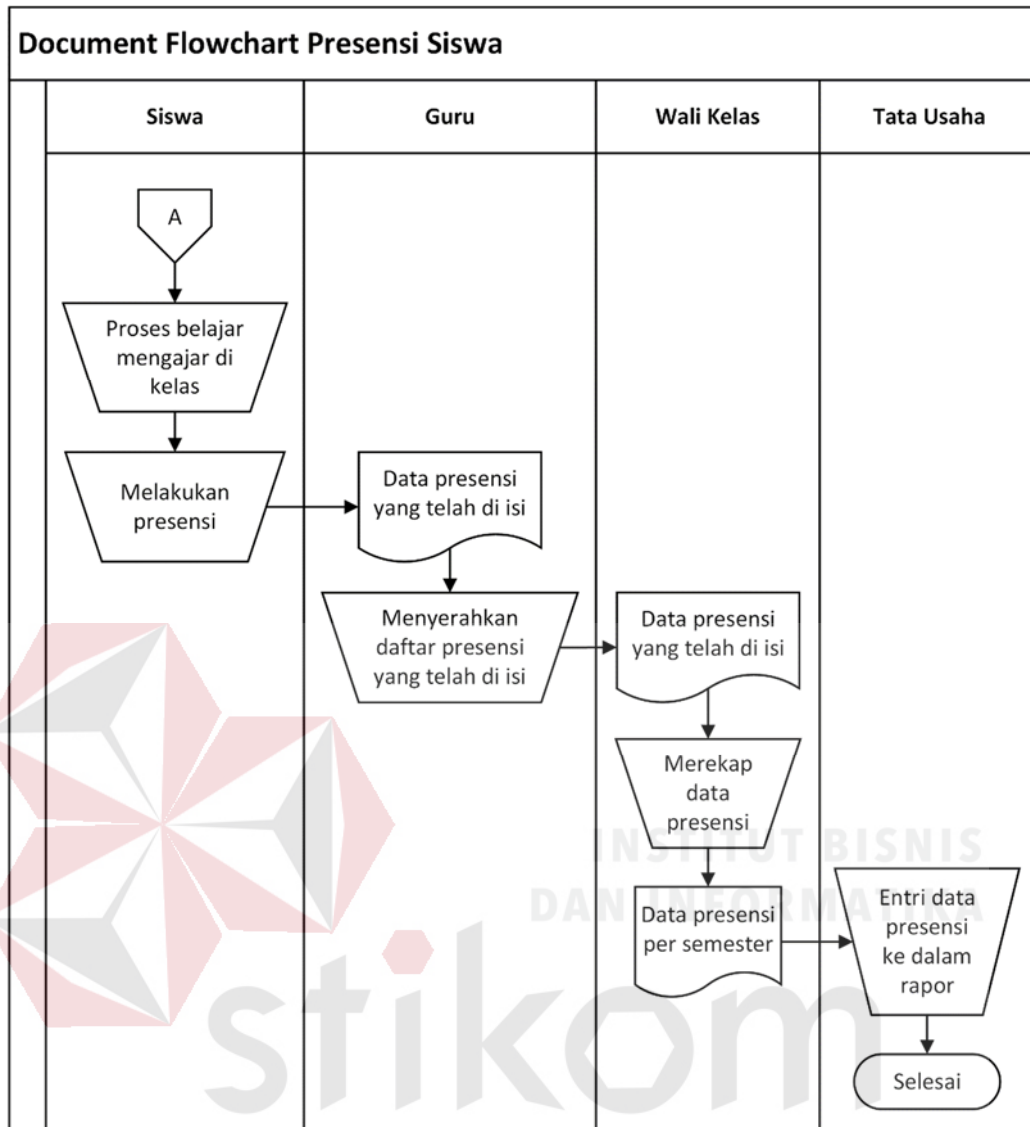 Document Flowchart Presensi Siswa
Siswa
Guru
Wali Kelas
Tata Usaha
A
Proses belajar
mengajar di
kelas
Melakukan
presensi
Data presensi
yang telah di isi
Menyerahkan
daftar presensi
yang telah di isi
Data presensi
yang telah di isi
Merekap
data
presensi
INSTITUT BISNIS
DAN INFORMATIKA
Data presensi
per semester
Entri data
presensi
ke dalam
rapor
stikom
Selesai